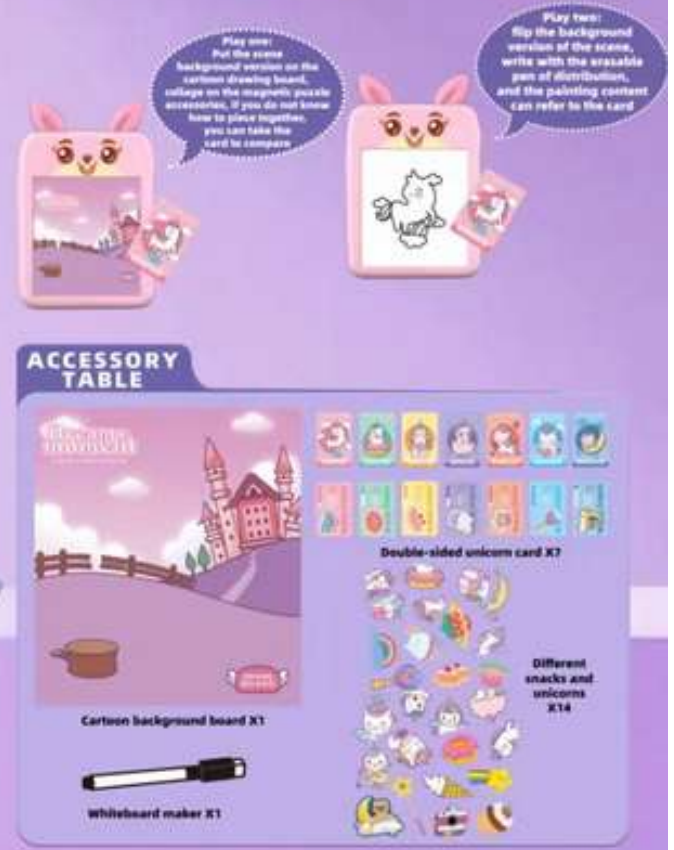 Play one:
Put the scene
background version on the
cartoon drawing board,
collage on the magnetic puzzle
accessories, if you do not know
how to piece together,
you can take the
card to compare
Play two:
flip the background
version of the scene,
write with the erasable
pen of distribution,
and the painting content
can refer to the card
ACCESSORY
TABLE
Double-sided unicorn card X7
Different
snacks and
unicorns
X14
Cartoon background board X1
Whiteboard maker X1